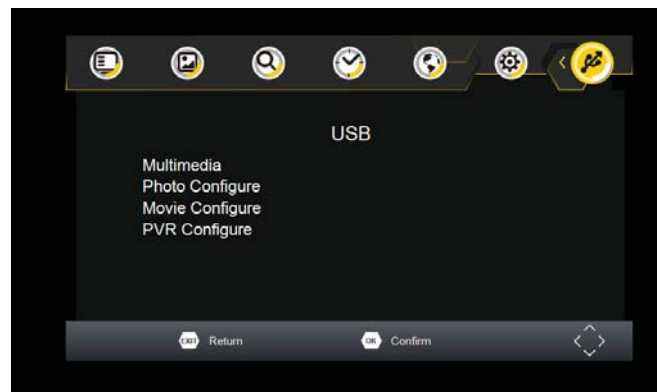 USB
Multimedia
Photo Configure
Movie Configure
PVR Configure
EXIT Return OK Confirm